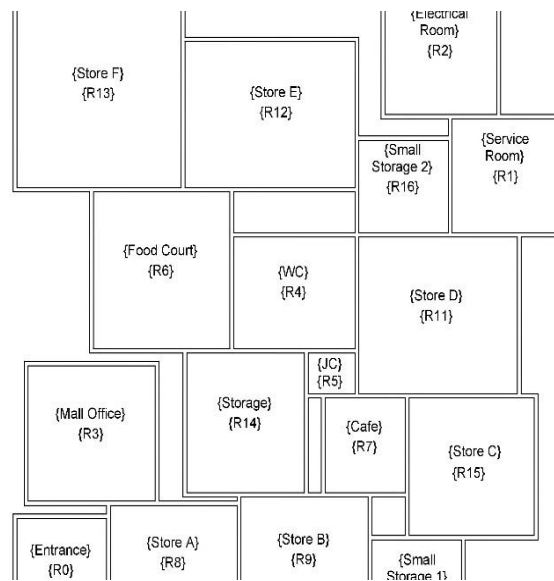 {Electrical
Room}
{R2}
{Store F}
{R13}
{Store E}
{R12}
{Small
Storage 2}
{R16}
{Service
Room}
{R1}
{Food Court}
{R6}
{WC}
{R4}
{Store D}
{R11}
{JC}
{R5}
{Mall Office}
{R3}
{Storage}
{R14}
{Cafe}
{R7}
{Store C}
{R15}
{Entrance}
{R0}
{Store A}
{R8}
{Store B}
{R9}
{Small
Storage 1}